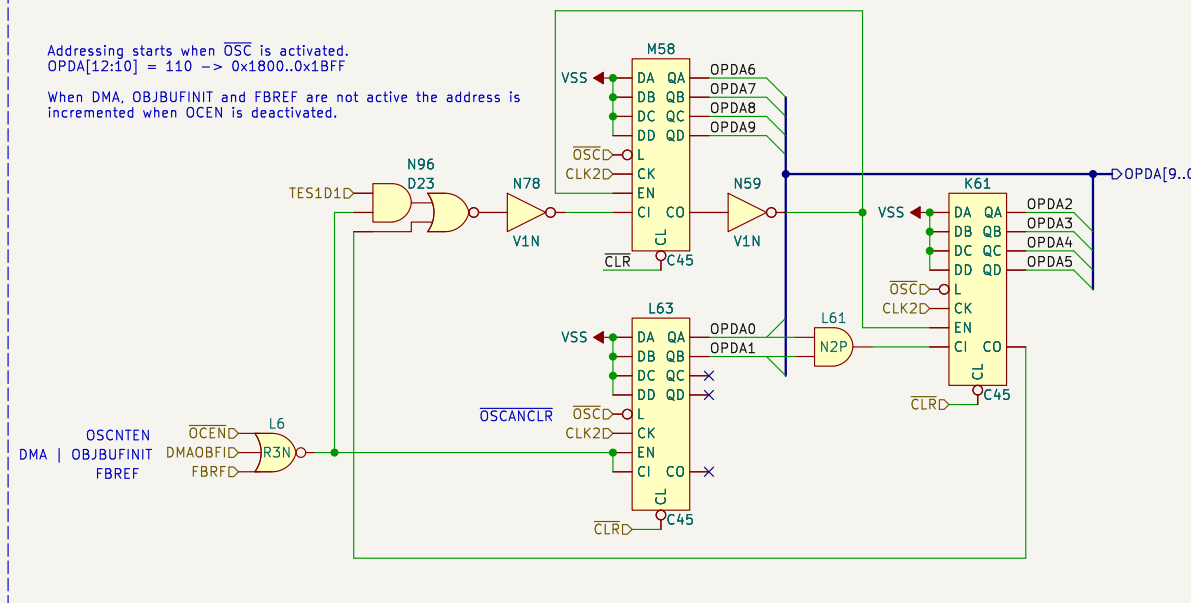 Addressing starts when OSC is activated.
OPDA[12:10] = 110 -> 0x1800..0x1BFF
When DMA, OBJBUFINIT and FBREF are not active the address is
incremented when OCEN is deactivated.
M58
VSS
DA QA OPDA6
DB QB OPDA7
DC QC OPDA8
DD QD OPDA9
OSC L
CLK2 CK
EN
CI CO
CL
CLR
C45
N96
D23
TES1D1
N78
V1N
N59
V1N
OPDA[9..0
K61
VSS
DA QA OPDA2
DB QB OPDA3
DC QC OPDA4
DD QD OPDA5
OSC L
CLK2 CK
EN
CI CO
CL
CLR
C45
L63
VSS
DA QA OPDA0
DB QB OPDA1
DC QC
DD QD
OSCANCLR OSC L
CLK2 CK
EN
CI CO
CL
CLR
C45
L61
N2P
L6
R3N
OSCNTEN OCEN
DMA | OBJBUFINIT DMAOBFI
FBREF FBRF